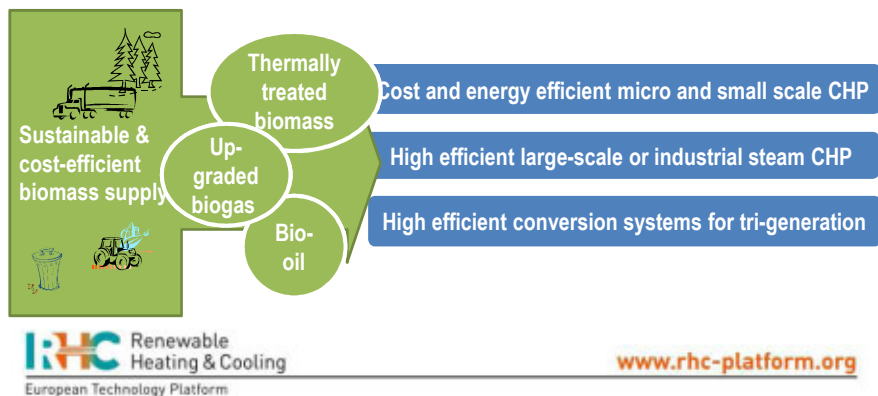 Sustainable &
cost-efficient
biomass supply
Thermally
treated
biomass
Up-
graded
biogas
Bio-
oil
Cost and energy efficient micro and small scale CHP
High efficient large-scale or industrial steam CHP
High efficient conversion systems for tri-generation
RHC
Renewable
Heating & Cooling
European Technology Platform
www.rhc-platform.org